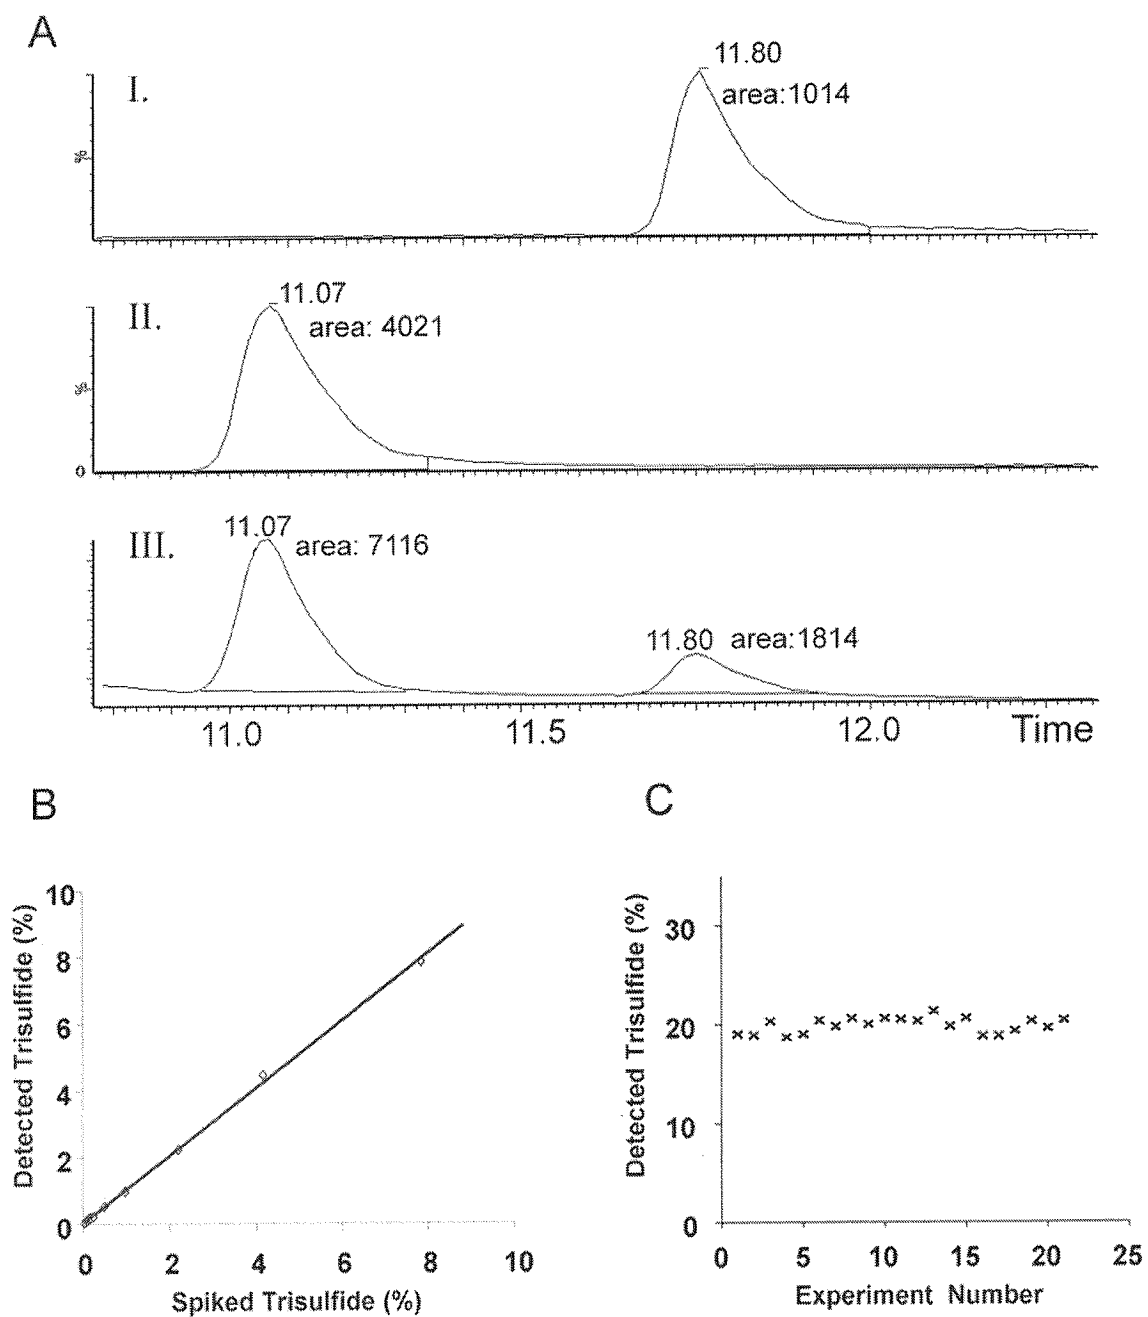 A
I.
11.80
area:1014
%
II.
11.07
area: 4021
%
0
III.
11.07
area: 7116
11.80 area:1814
11.0 11.5 12.0 Time
B
Detected Trisulfide (%)
10
8
6
4
2
0
0 2 4 6 8 10
Spiked Trisulfide (%)
C
Detected Trisulfide (%)
30
20
10
0
0 5 10 15 20 25
Experiment Number